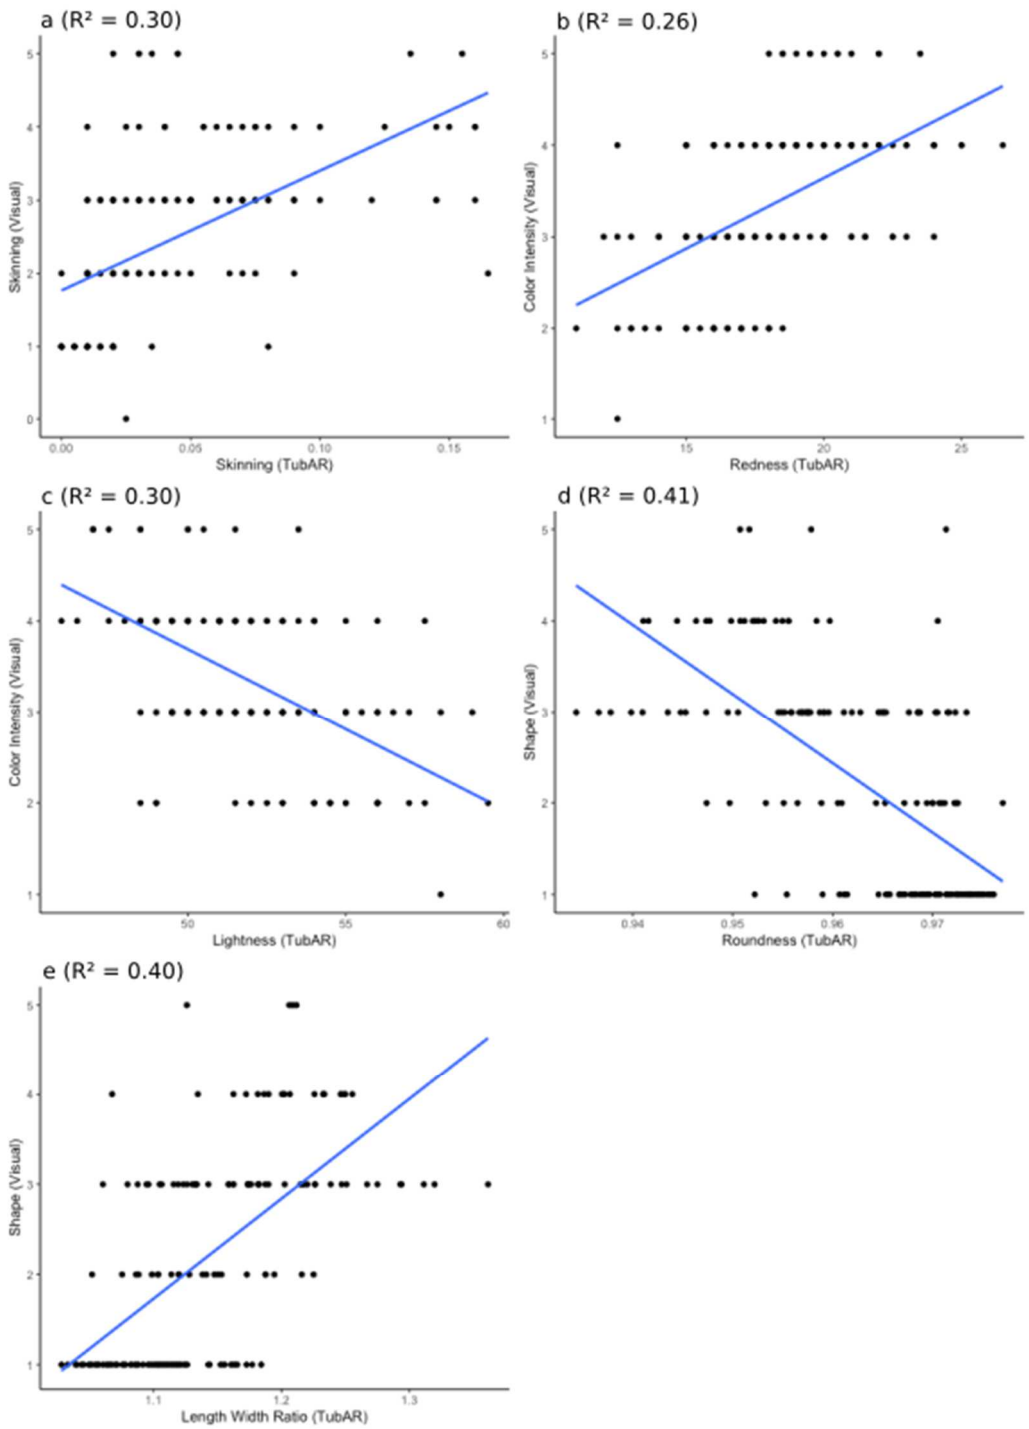 a (R² = 0.30)
5
4
3
2
1
0
Skinning (Visual)
0.00 0.05 0.10 0.15
Skinning (TubAR)
b (R² = 0.26)
5
4
3
2
1
Color Intensity (Visual)
15 20 25
Redness (TubAR)
c (R² = 0.30)
5
4
3
2
1
Color Intensity (Visual)
50 55 60
Lightness (TubAR)
d (R² = 0.41)
5
4
3
2
1
Shape (Visual)
0.94 0.95 0.96 0.97
Roundness (TubAR)
e (R² = 0.40)
5
4
3
2
1
Shape (Visual)
1.1 1.2 1.3
Length Width Ratio (TubAR)